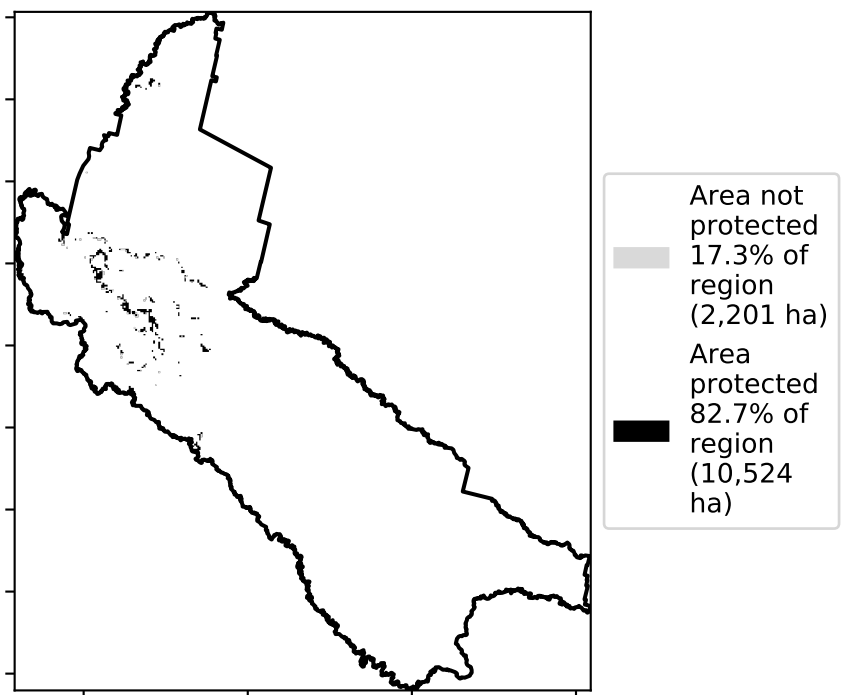 Area not
protected
17.3% of
region
(2,201 ha)
Area
protected
82.7% of
region
(10,524
ha)